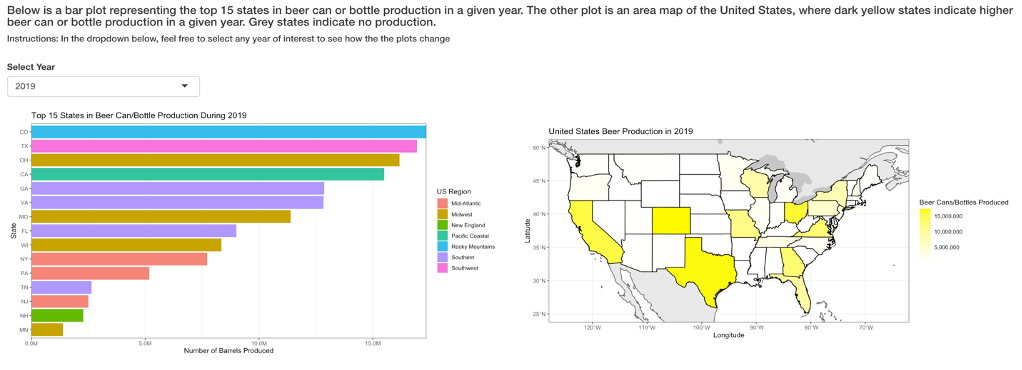 Below is a bar plot representing the top 15 states in beer can or bottle production in a given year. The other plot is an area map of the United States, where dark yellow states indicate higher
beer can or bottle production in a given year. Grey states indicate no production.
Instructions: In the dropdown below, feel free to select any year of interest to see how the the plots change
Select Year
2019
Top 15 States in Beer Can/Bottle Production During 2019
State
CO
TX
OH
CA
GA
VA
MO
FL
WI
NY
PA
TN
NJ
NH
MN
0.0M
5.0M
10.0M
15.0M
Number of Barrels Produced
US Region
Mid-Atlantic
Midwest
New England
Pacific Coastal
Rocky Mountains
Southern
Southwest
United States Beer Production in 2019
Latitude
50°N
45°N
40°N
35°N
30°N
25°N
120°W
110°W
100°W
90°W
80°W
70°W
Longitude
Beer Cans/Bottles Produced
15,000,000
10,000,000
5,000,000